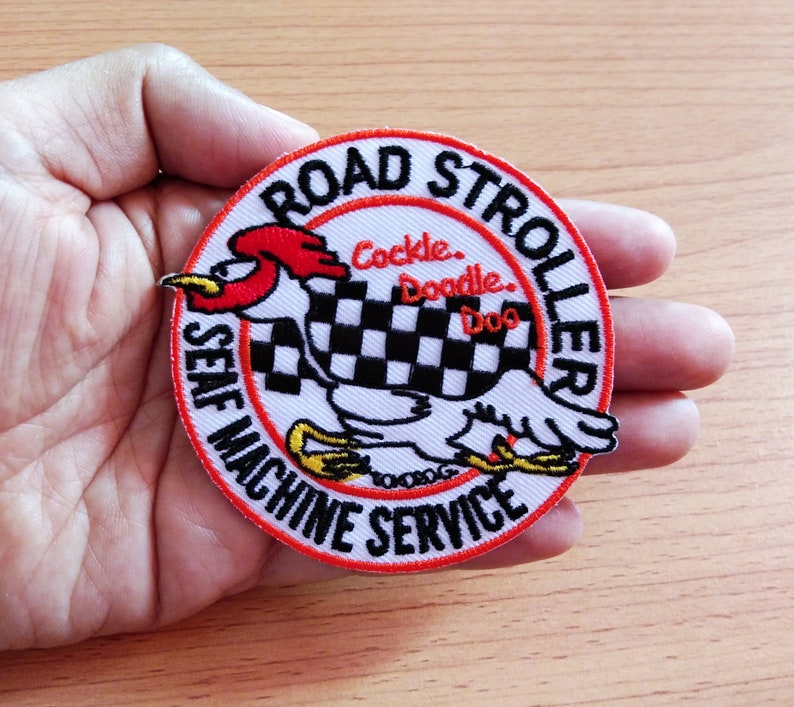 ROAD STROLLER
Cockle.
Doodle.
Doo
SEAF MACHINE SERVICE